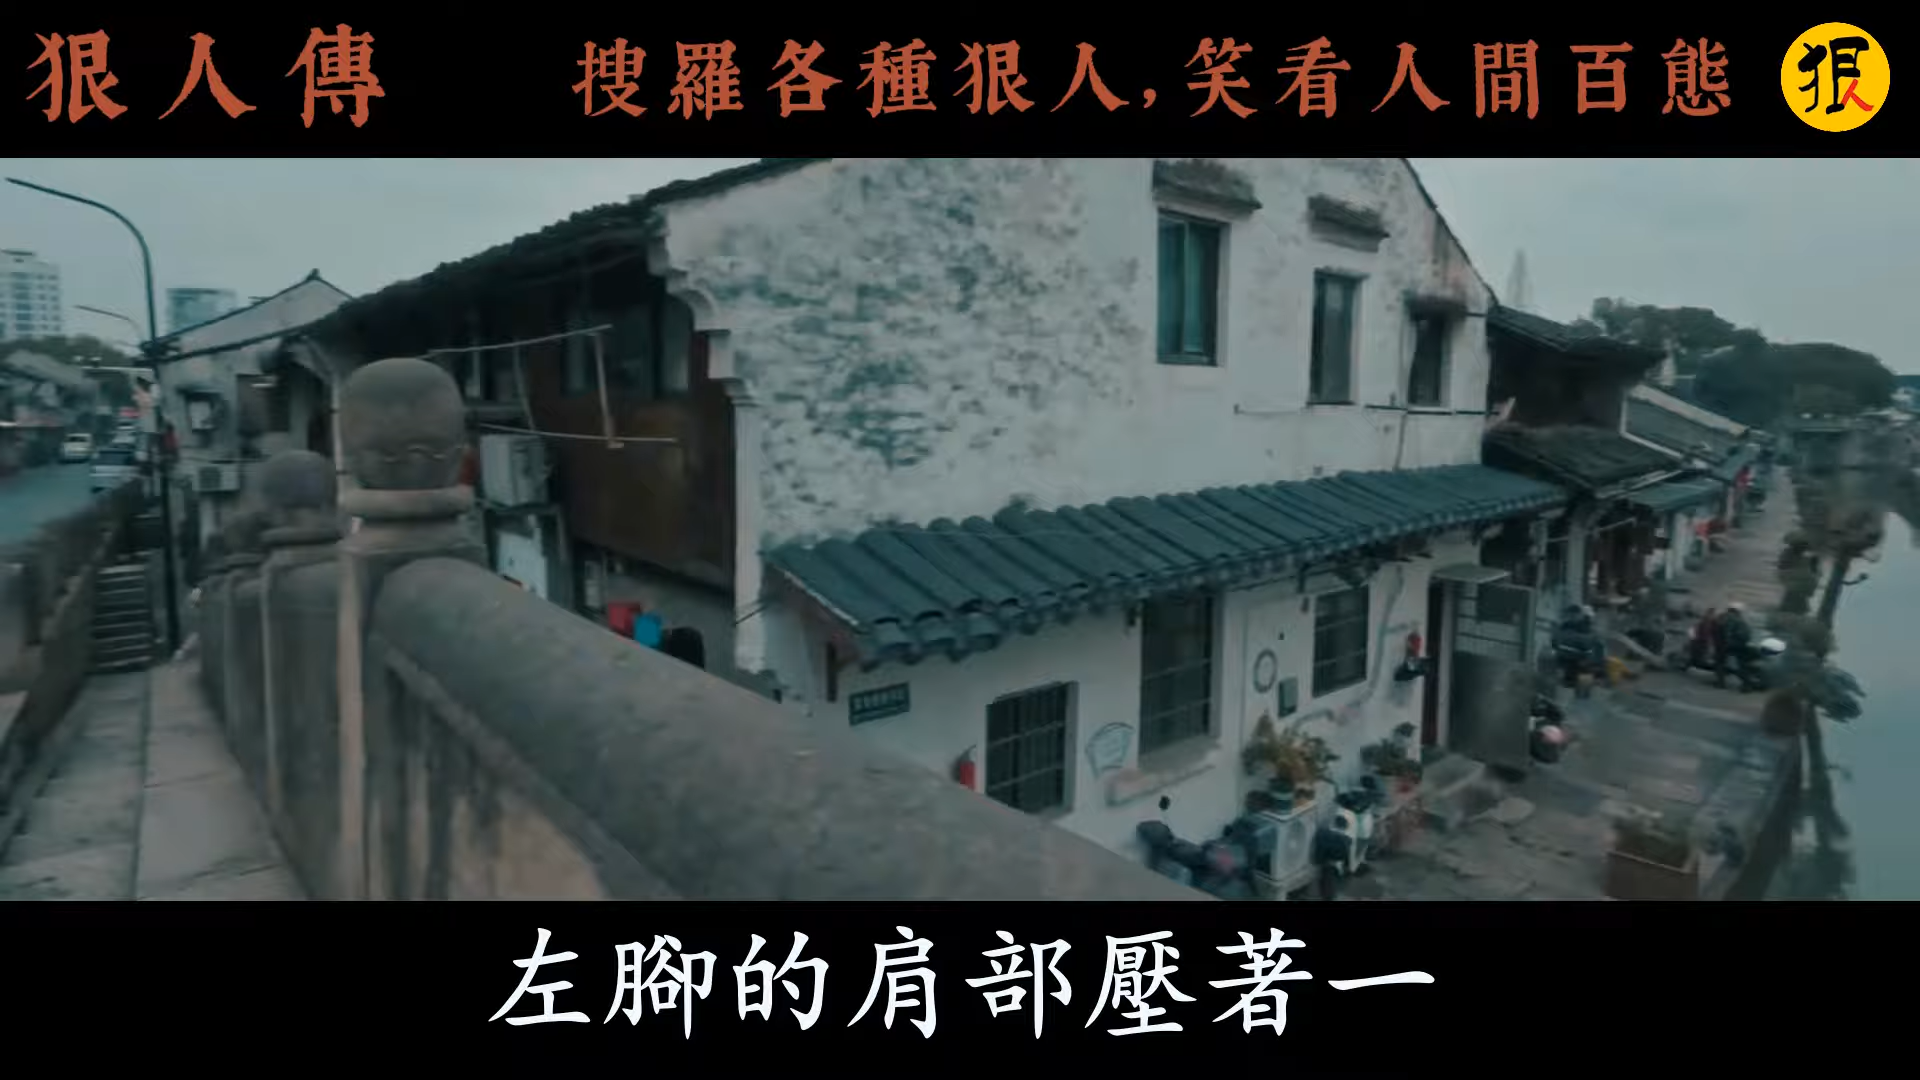 狠人傳
搜羅各種狠人,笑看人間百態
狠人
左腳的肩部壓著一